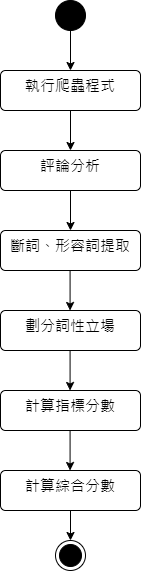 執行爬蟲程式
評論分析
斷詞、形容詞提取
劃分詞性立場
計算指標分數
計算綜合分數